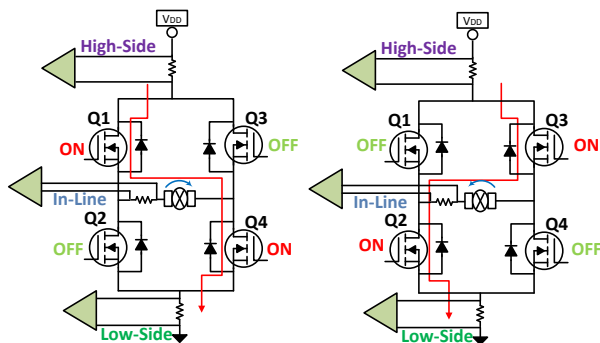 VDD
High-Side
Q1
Q3
ON
OFF
In-Line
Q2
Q4
OFF
ON
Low-Side
VDD
High-Side
Q1
Q3
OFF
ON
In-Line
Q2
Q4
ON
OFF
Low-Side